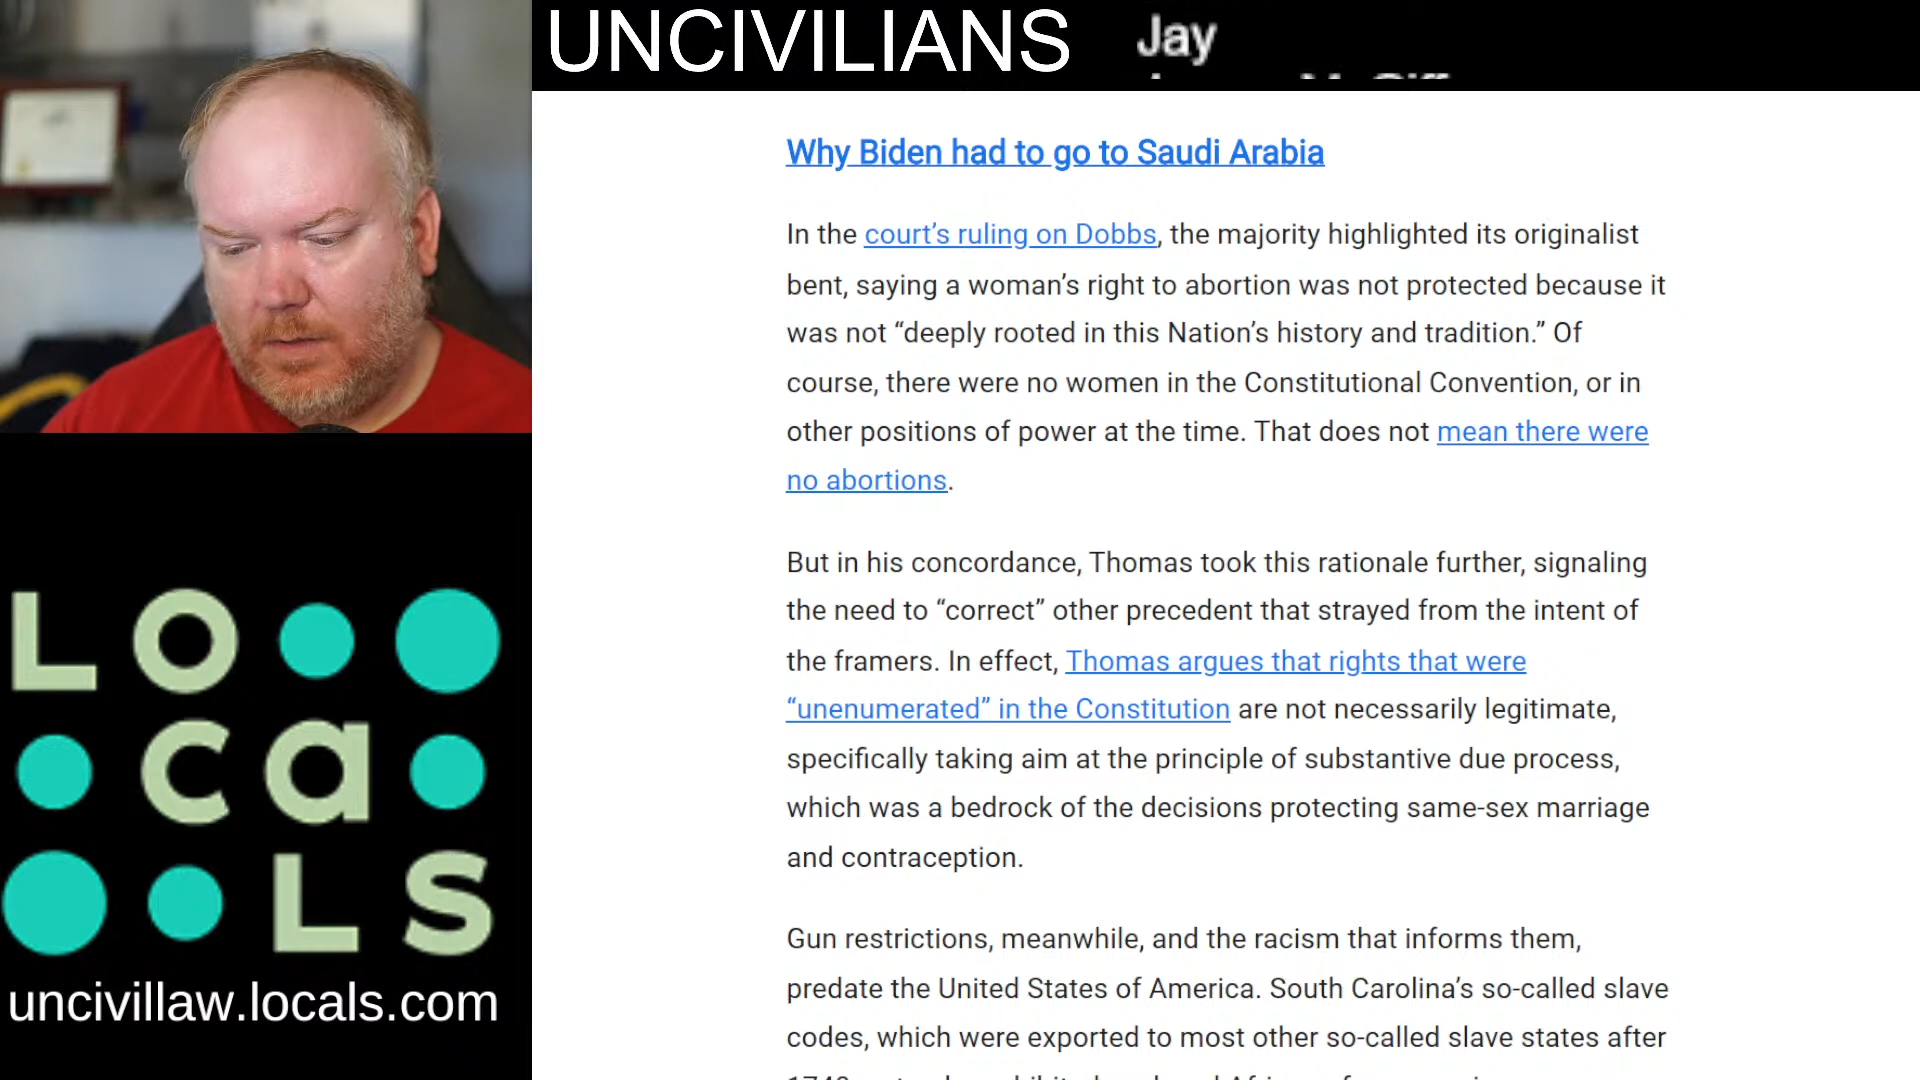 UNCIVILIANS
Jay
Why Biden had to go to Saudi Arabia
In the court’s ruling on Dobbs, the majority highlighted its originalist
bent, saying a woman’s right to abortion was not protected because it
was not “deeply rooted in this Nation’s history and tradition.” Of
course, there were no women in the Constitutional Convention, or in
other positions of power at the time. That does not mean there were
no abortions.
But in his concordance, Thomas took this rationale further, signaling
the need to “correct” other precedent that strayed from the intent of
the framers. In effect, Thomas argues that rights that were
“unenumerated” in the Constitution are not necessarily legitimate,
specifically taking aim at the principle of substantive due process,
which was a bedrock of the decisions protecting same-sex marriage
and contraception.
Gun restrictions, meanwhile, and the racism that informs them,
predate the United States of America. South Carolina’s so-called slave
codes, which were exported to most other so-called slave states after
LOcaLS
uncivillaw.locals.com